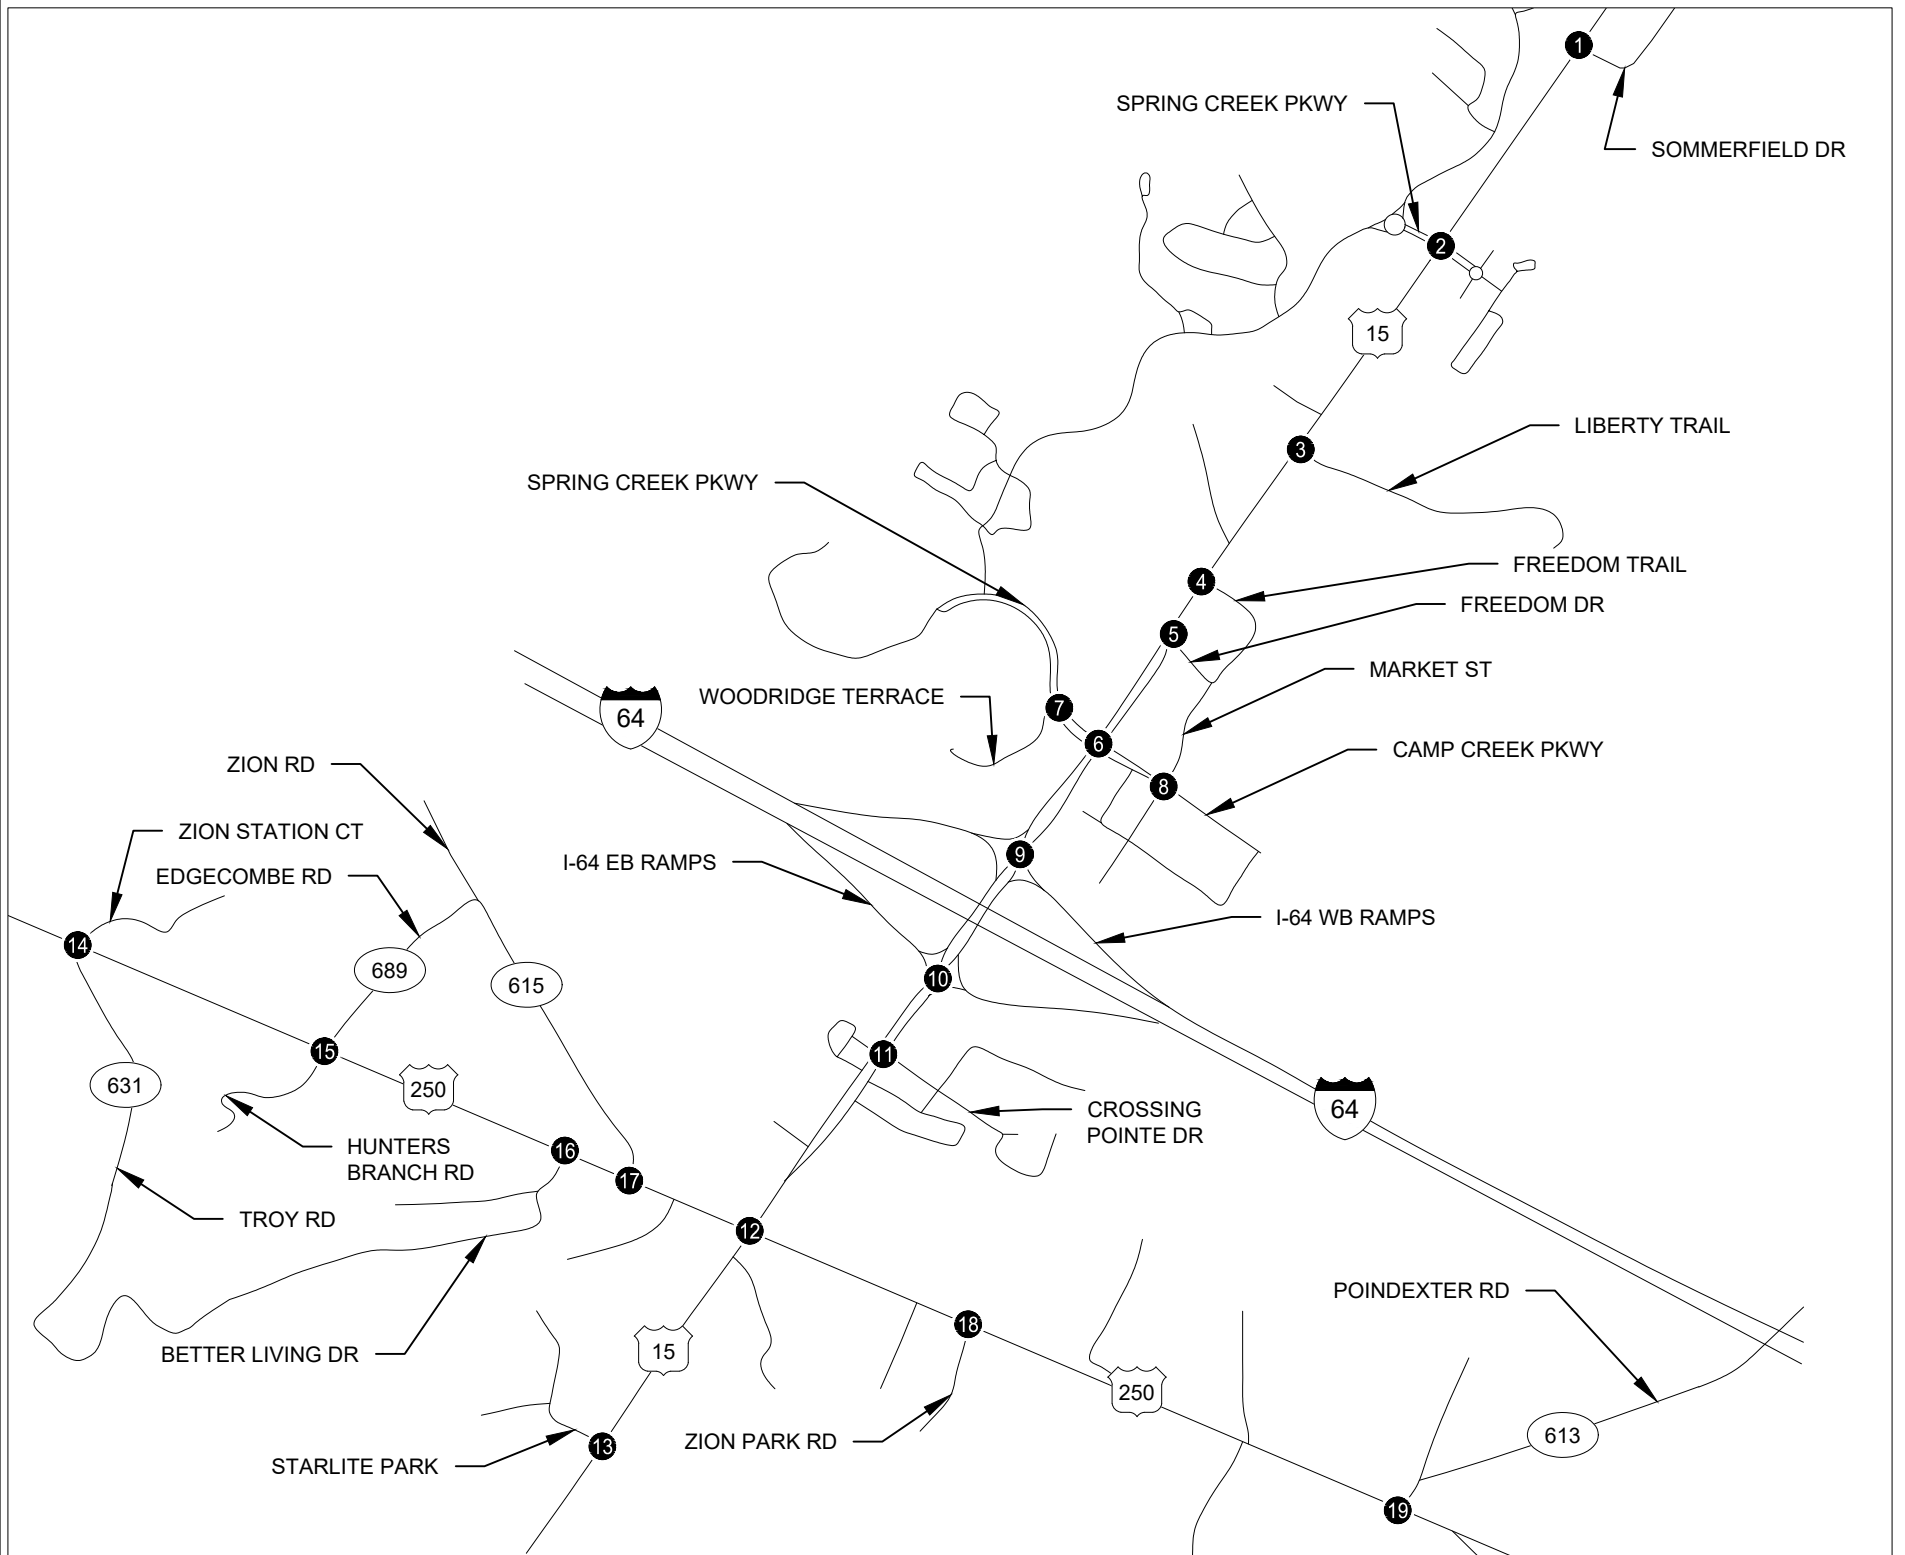 1
SPRING CREEK PKWY
SOMMERFIELD DR
2
15
LIBERTY TRAIL
3
SPRING CREEK PKWY
FREEDOM TRAIL
4
FREEDOM DR
5
MARKET ST
WOODRIDGE TERRACE
7
64
6
CAMP CREEK PKWY
ZION RD
8
ZION STATION CT
9
I-64 EB RAMPS
EDGECOMBE RD
I-64 WB RAMPS
14
689
10
615
15
11
631
250
64
CROSSING
POINTE DR
HUNTERS
BRANCH RD
16
17
TROY RD
12
POINDEXTER RD
18
15
BETTER LIVING DR
250
613
ZION PARK RD
13
STARLITE PARK
19